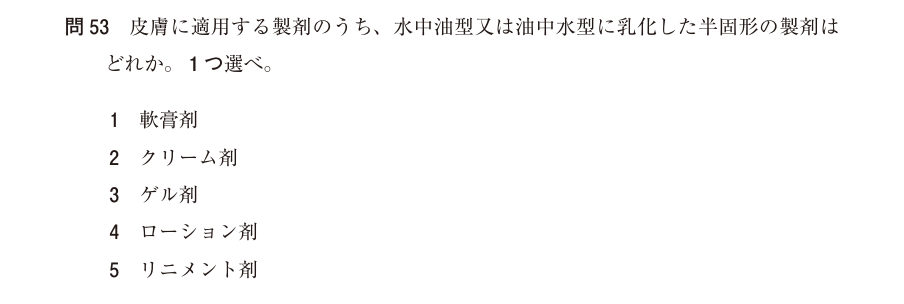 問 53 皮膚に適用する製剤のうち、水中油型又は油中水型に乳化した半固形の製剤は
どれか。1つ選べ。
1 軟膏剤
2 クリーム剤
3 ゲル剤
4 ローション剤
5 リニメント剤